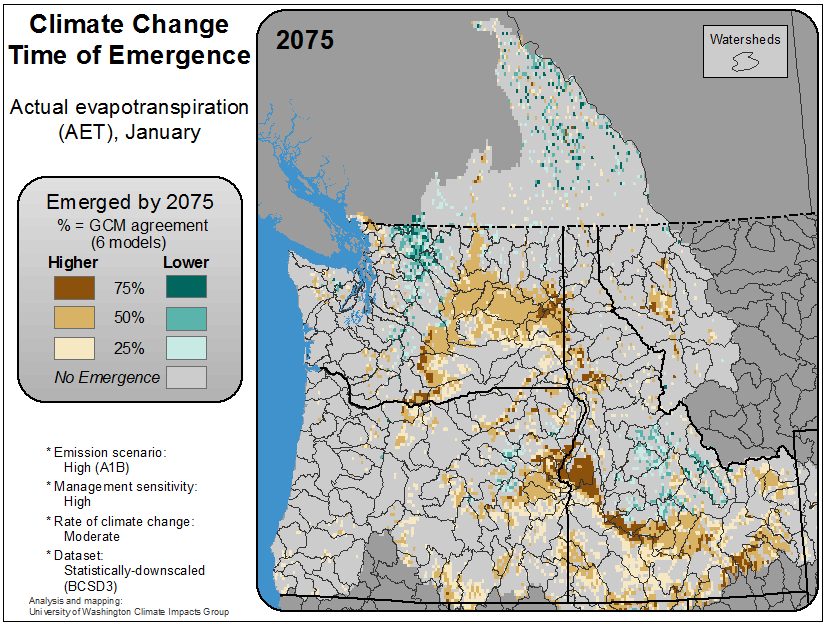 Climate Change
Time of Emergence
Actual evapotranspiration
(AET), January
Emerged by 2075
% = GCM agreement
(6 models)
Higher Lower
75%
50%
25%
No Emergence
* Emission scenario:
High (A1B)
* Management sensitivity:
High
* Rate of climate change:
Moderate
* Dataset:
Statistically-downscaled
(BCSD3)
Analysis and mapping:
University of Washington Climate Impacts Group
2075
Watersheds